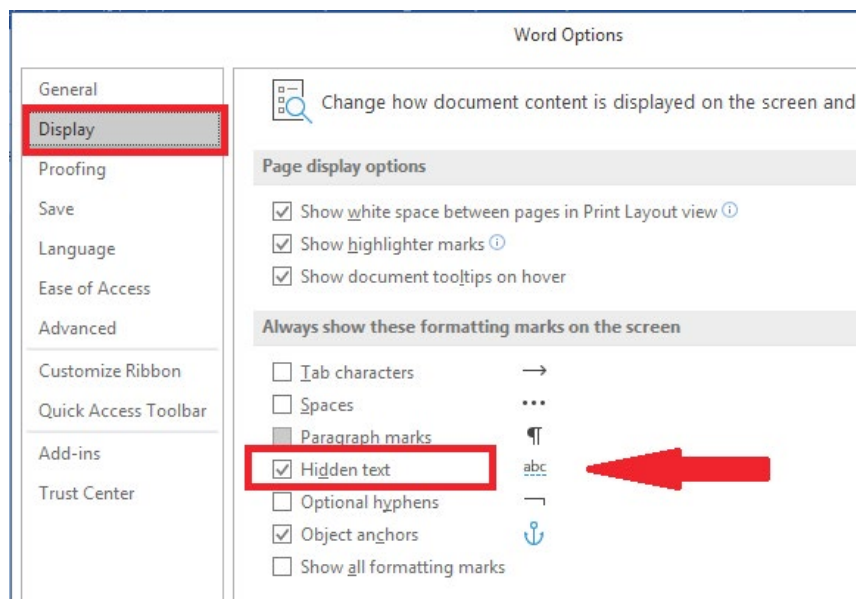 Word Options
General
Display
Proofing
Save
Language
Ease of Access
Advanced
Customize Ribbon
Quick Access Toolbar
Add-ins
Trust Center
Change how document content is displayed on the screen and
Page display options
Show white space between pages in Print Layout view
Show highlighter marks
Show document tooltips on hover
Always show these formatting marks on the screen
Tab characters →
Spaces •••
Paragraph marks ¶
Hidden text abc
Optional hyphens ¬
Object anchors
Show all formatting marks